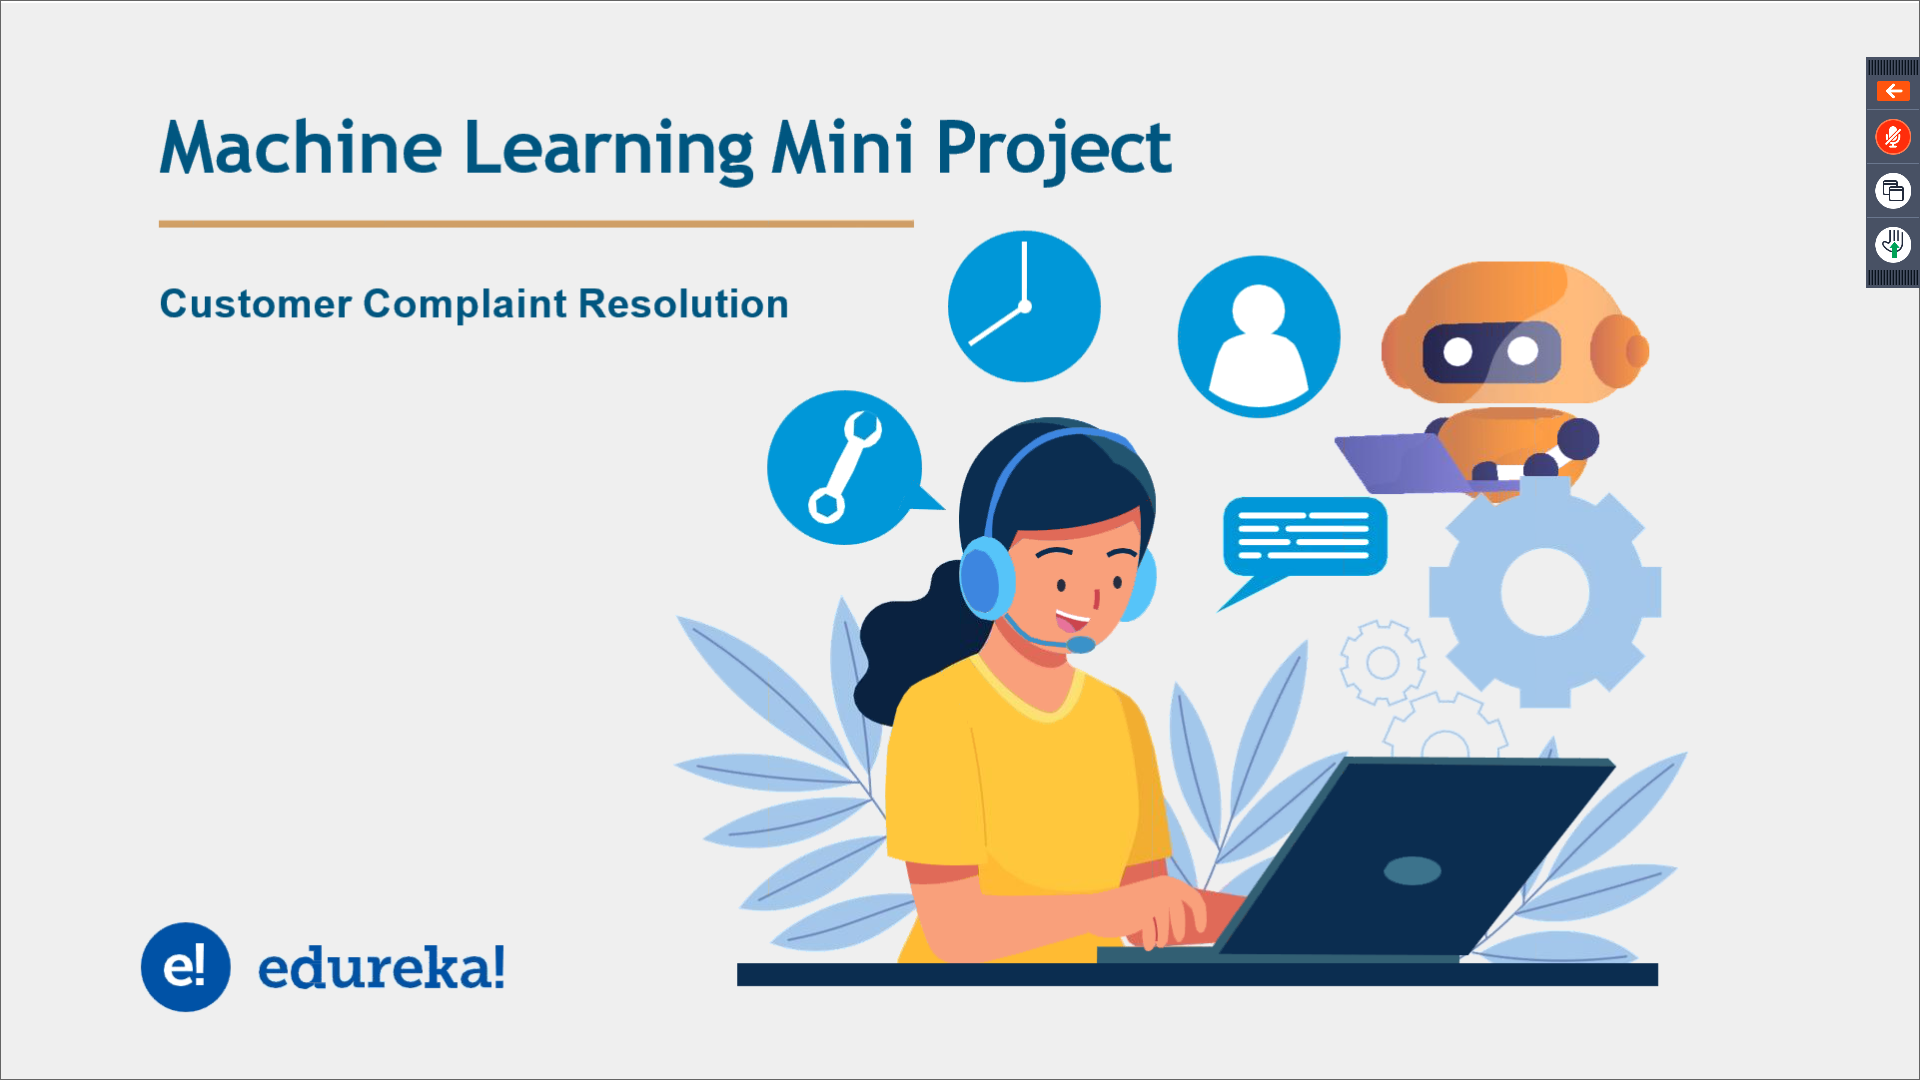 Machine Learning Mini Project
Customer Complaint Resolution
e! edureka!